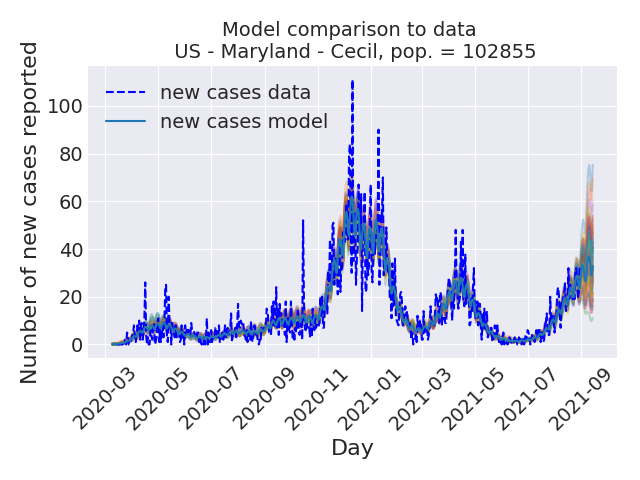 Model comparison to data
US - Maryland - Cecil, pop. = 102855
new cases data
new cases model
Number of new cases reported
100
80
60
40
20
0
2020-03
2020-05
2020-07
2020-09
2020-11
2021-01
2021-03
2021-05
2021-07
2021-09
Day